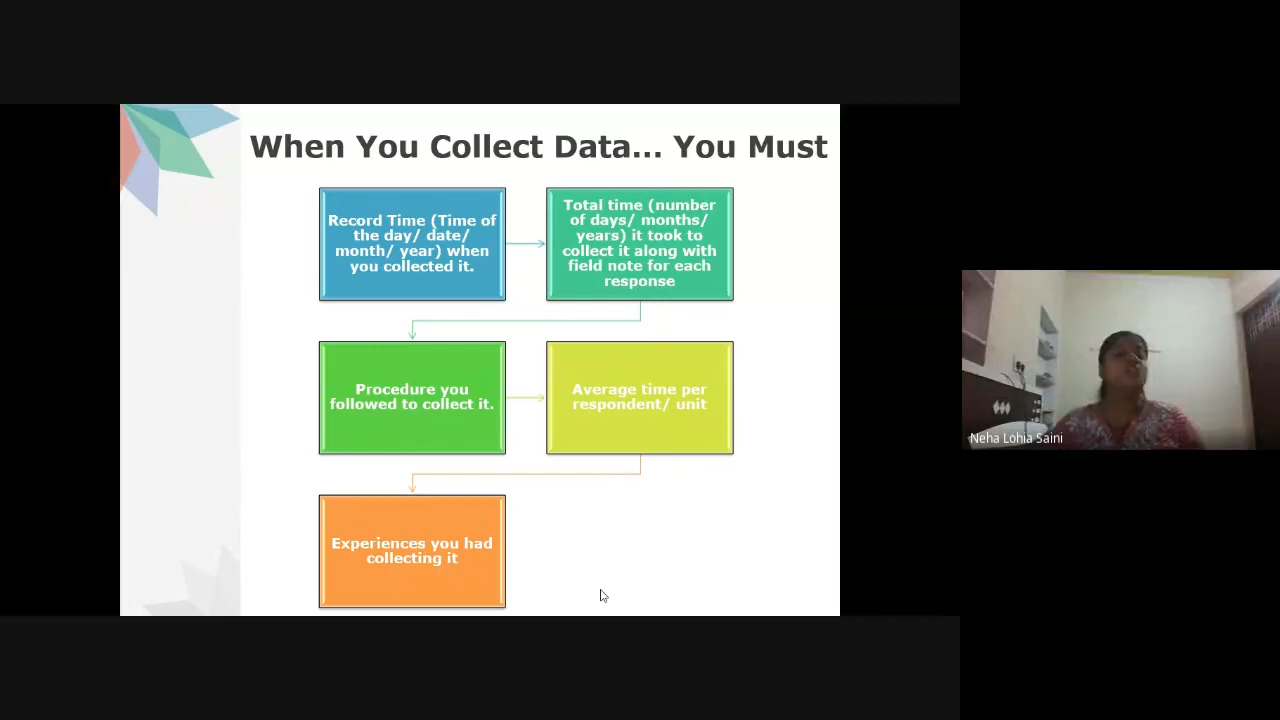 When You Collect Data... You Must
Record Time (Time of
the day/ date/
month/ year) when
you collected it.
Total time (number
of days/ months/
years) it took to
collect it along with
field note for each
response
Procedure you
followed to collect it.
Average time per
respondent/ unit
Experiences you had
collecting it
Neha Lohia Saini